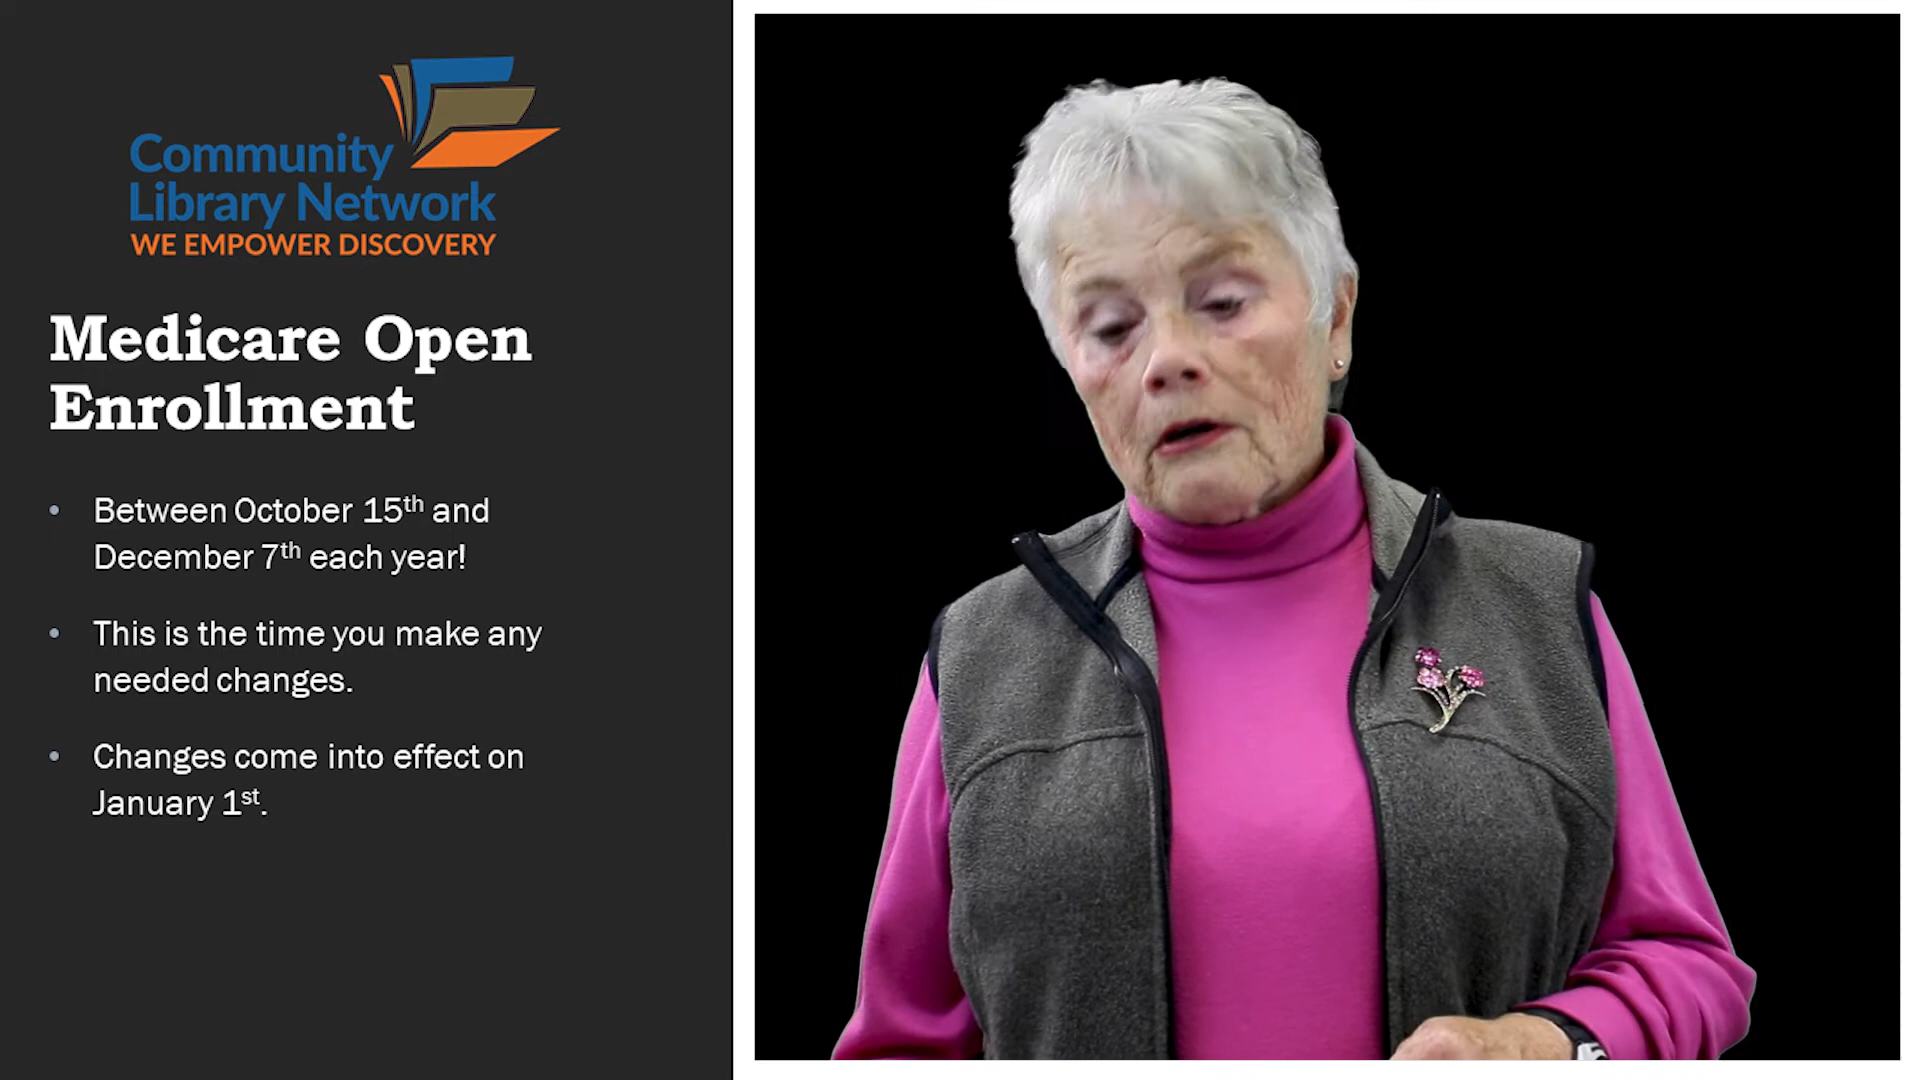 Community
Library Network
WE EMPOWER DISCOVERY
Medicare Open
Enrollment
• Between October 15th and
December 7th each year!
• This is the time you make any
needed changes.
• Changes come into effect on
January 1st.